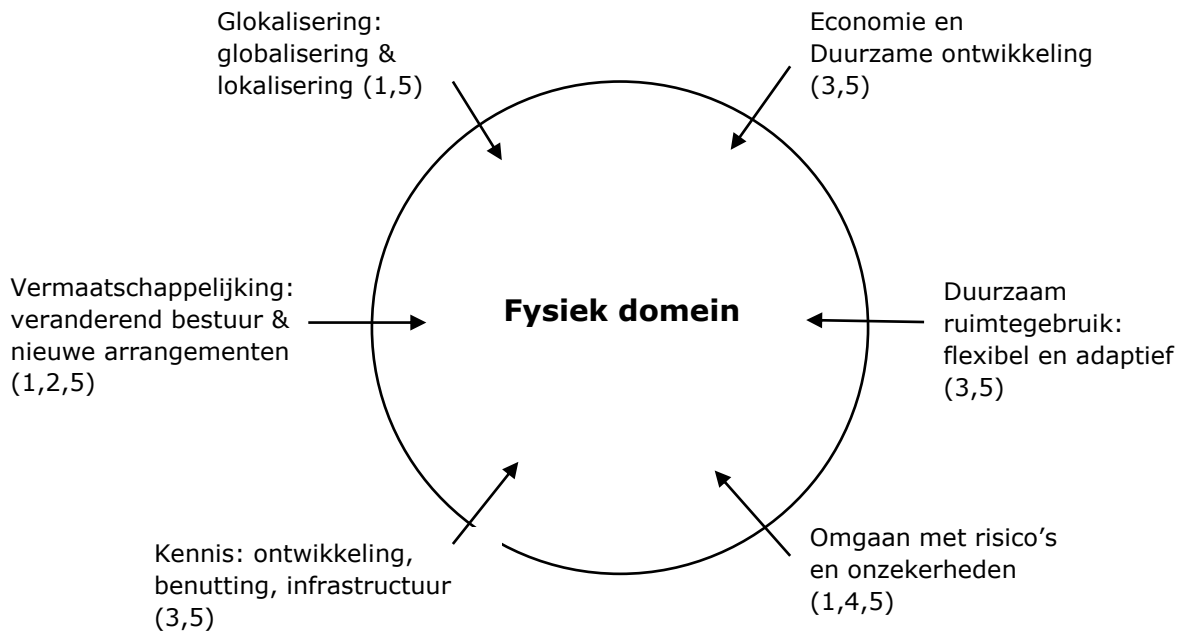 Glokalisering:
globalisering &
lokalisering (1,5)
Economie en
Duurzame ontwikkeling
(3,5)
Vermaatschappelijking:
veranderend bestuur &
nieuwe arrangementen
(1,2,5)
Fysiek domein
Duurzaam
ruimtegebruik:
flexibel en adaptief
(3,5)
Kennis: ontwikkeling,
benutting, infrastructuur
(3,5)
Omgaan met risico’s
en onzekerheden
(1,4,5)